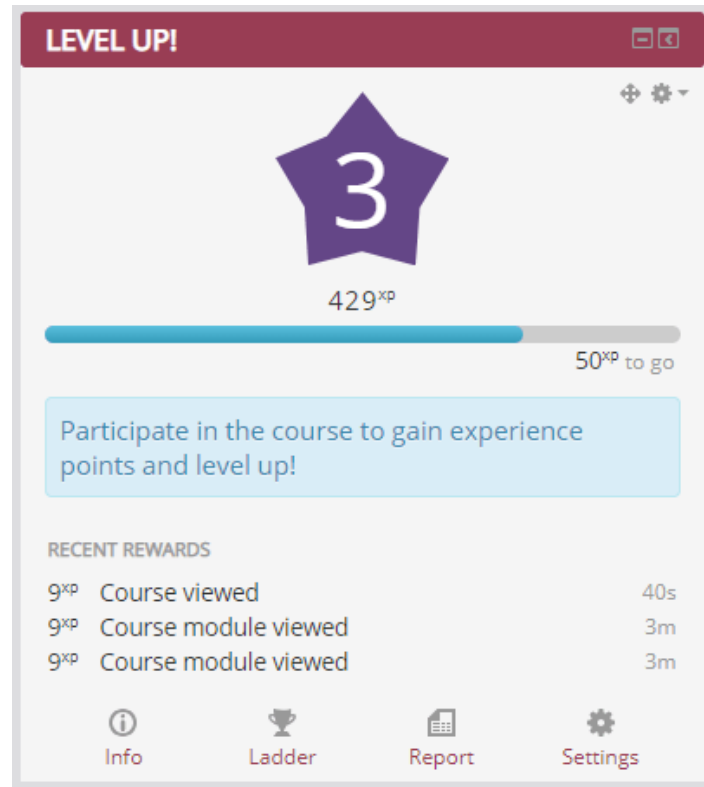 LEVEL UP!
3
429xp
50xp to go
Participate in the course to gain experience
points and level up!
RECENT REWARDS
9xp Course viewed 40s
9xp Course module viewed 3m
9xp Course module viewed 3m
Info Ladder Report Settings